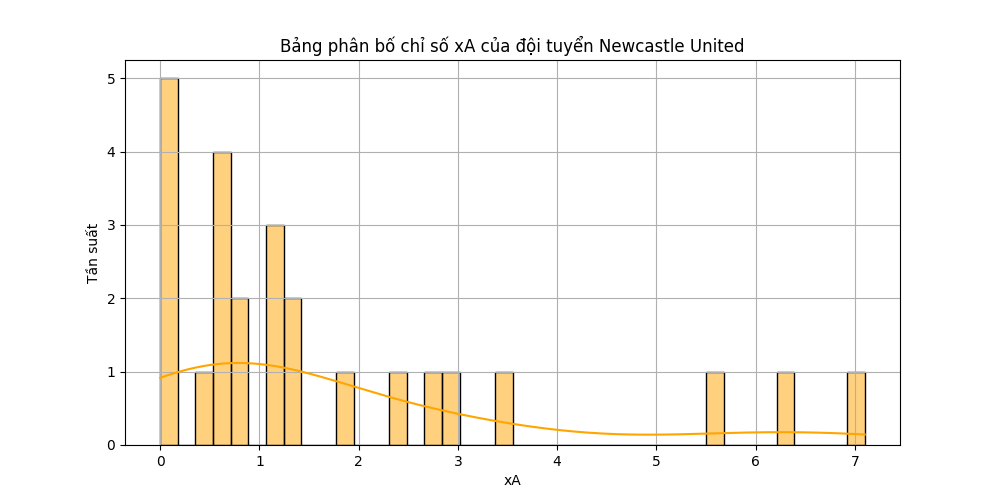 Bảng phân bố chỉ số xA của đội tuyển Newcastle United
5
4
3
2
1
0
Tần suất
0 1 2 3 4 5 6 7
xA